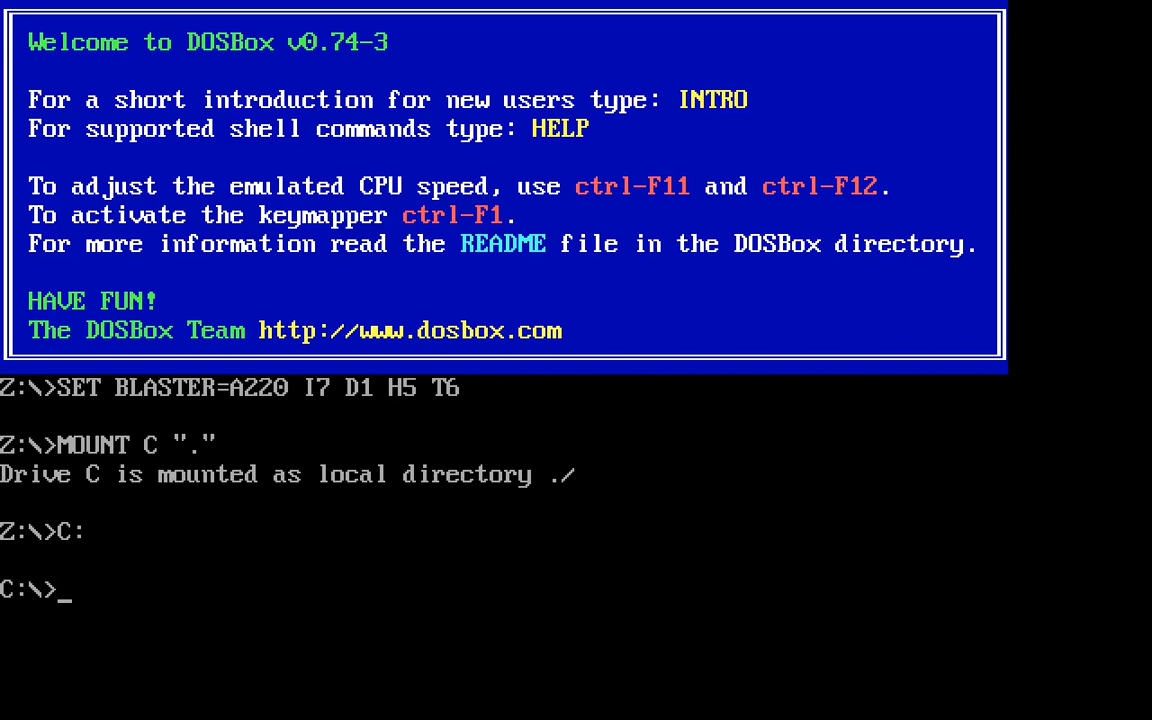 Welcome to DOSBox v0.74-3
For a short introduction for new users type: INTRO
For supported shell commands type: HELP
To adjust the emulated CPU speed, use ctrl-F11 and ctrl-F12.
To activate the keymapper ctrl-F1.
For more information read the README file in the DOSBox directory.
HAVE FUN!
The DOSBox Team http://www.dosbox.com
Z:\>SET BLASTER=A220 I7 D1 H5 T6
Z:\>MOUNT C "."
Drive C is mounted as local directory ./
Z:\>C:
C:\>_